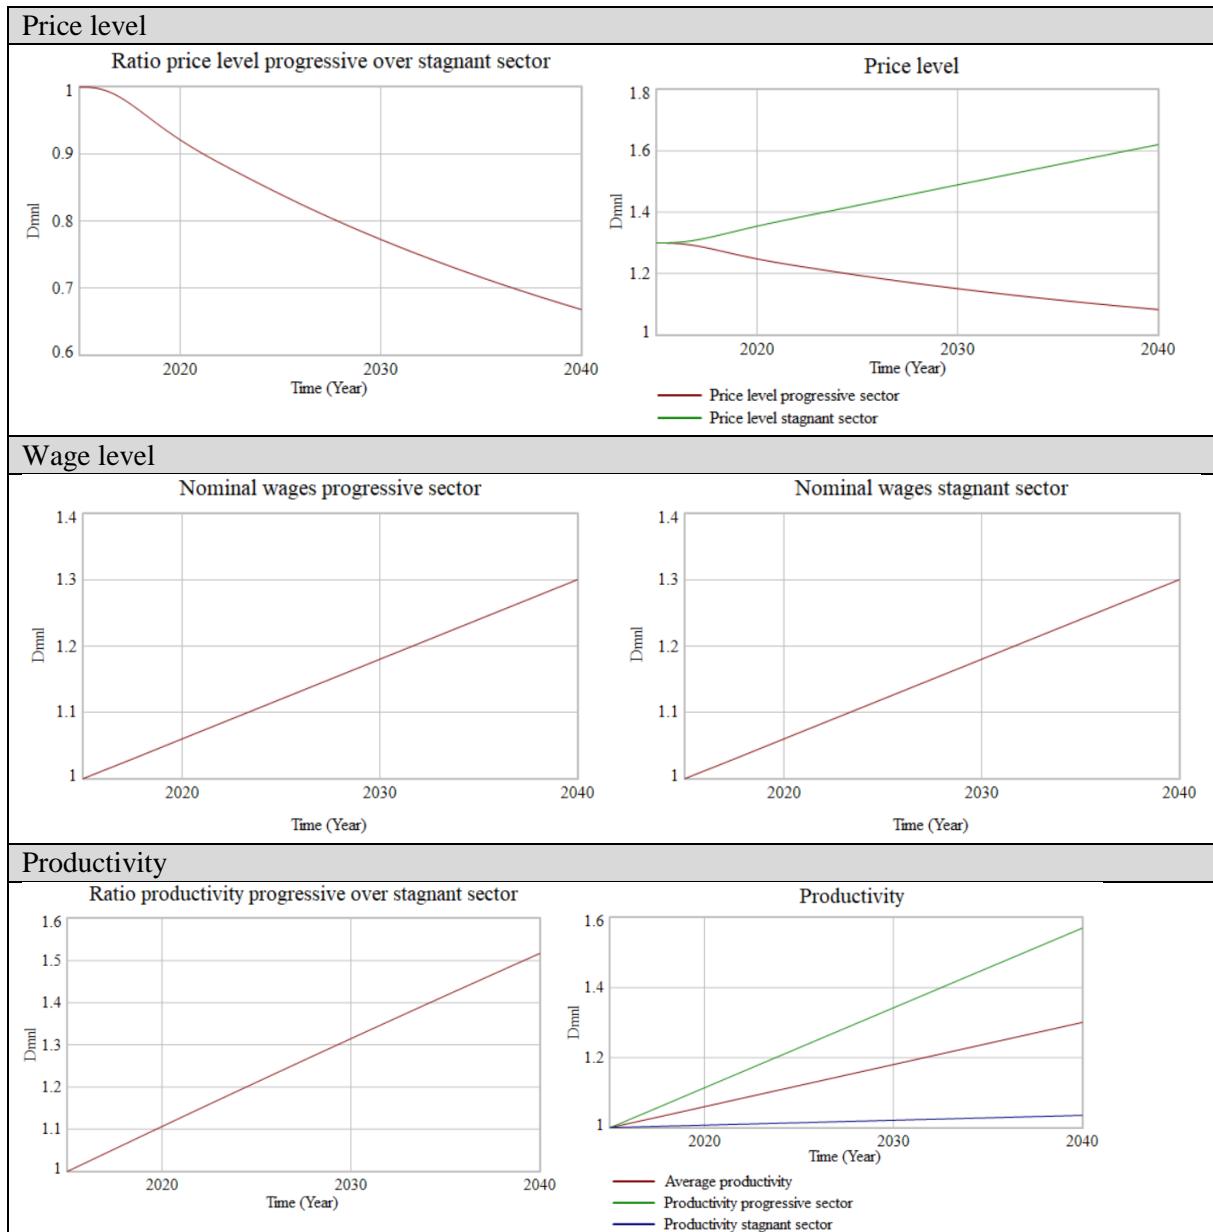 Price level
Ratio price level progressive over stagnant sector
1
0.9
0.8
0.7
0.6
Dmnl
2020
2030
2040
Time (Year)
Price level
1.8
1.6
1.4
1.2
1
Dmnl
2020
2030
2040
Time (Year)
Price level progressive sector
Price level stagnant sector
Wage level
Nominal wages progressive sector
1.4
1.3
1.2
1.1
1
Dmnl
2020
2030
2040
Time (Year)
Nominal wages stagnant sector
1.4
1.3
1.2
1.1
1
Dmnl
2020
2030
2040
Time (Year)
Productivity
Ratio productivity progressive over stagnant sector
1.6
1.5
1.4
1.3
1.2
1.1
1
Dmnl
2020
2030
2040
Time (Year)
Productivity
1.6
1.4
1.2
1
Dmnl
2020
2030
2040
Time (Year)
Average productivity
Productivity progressive sector
Productivity stagnant sector